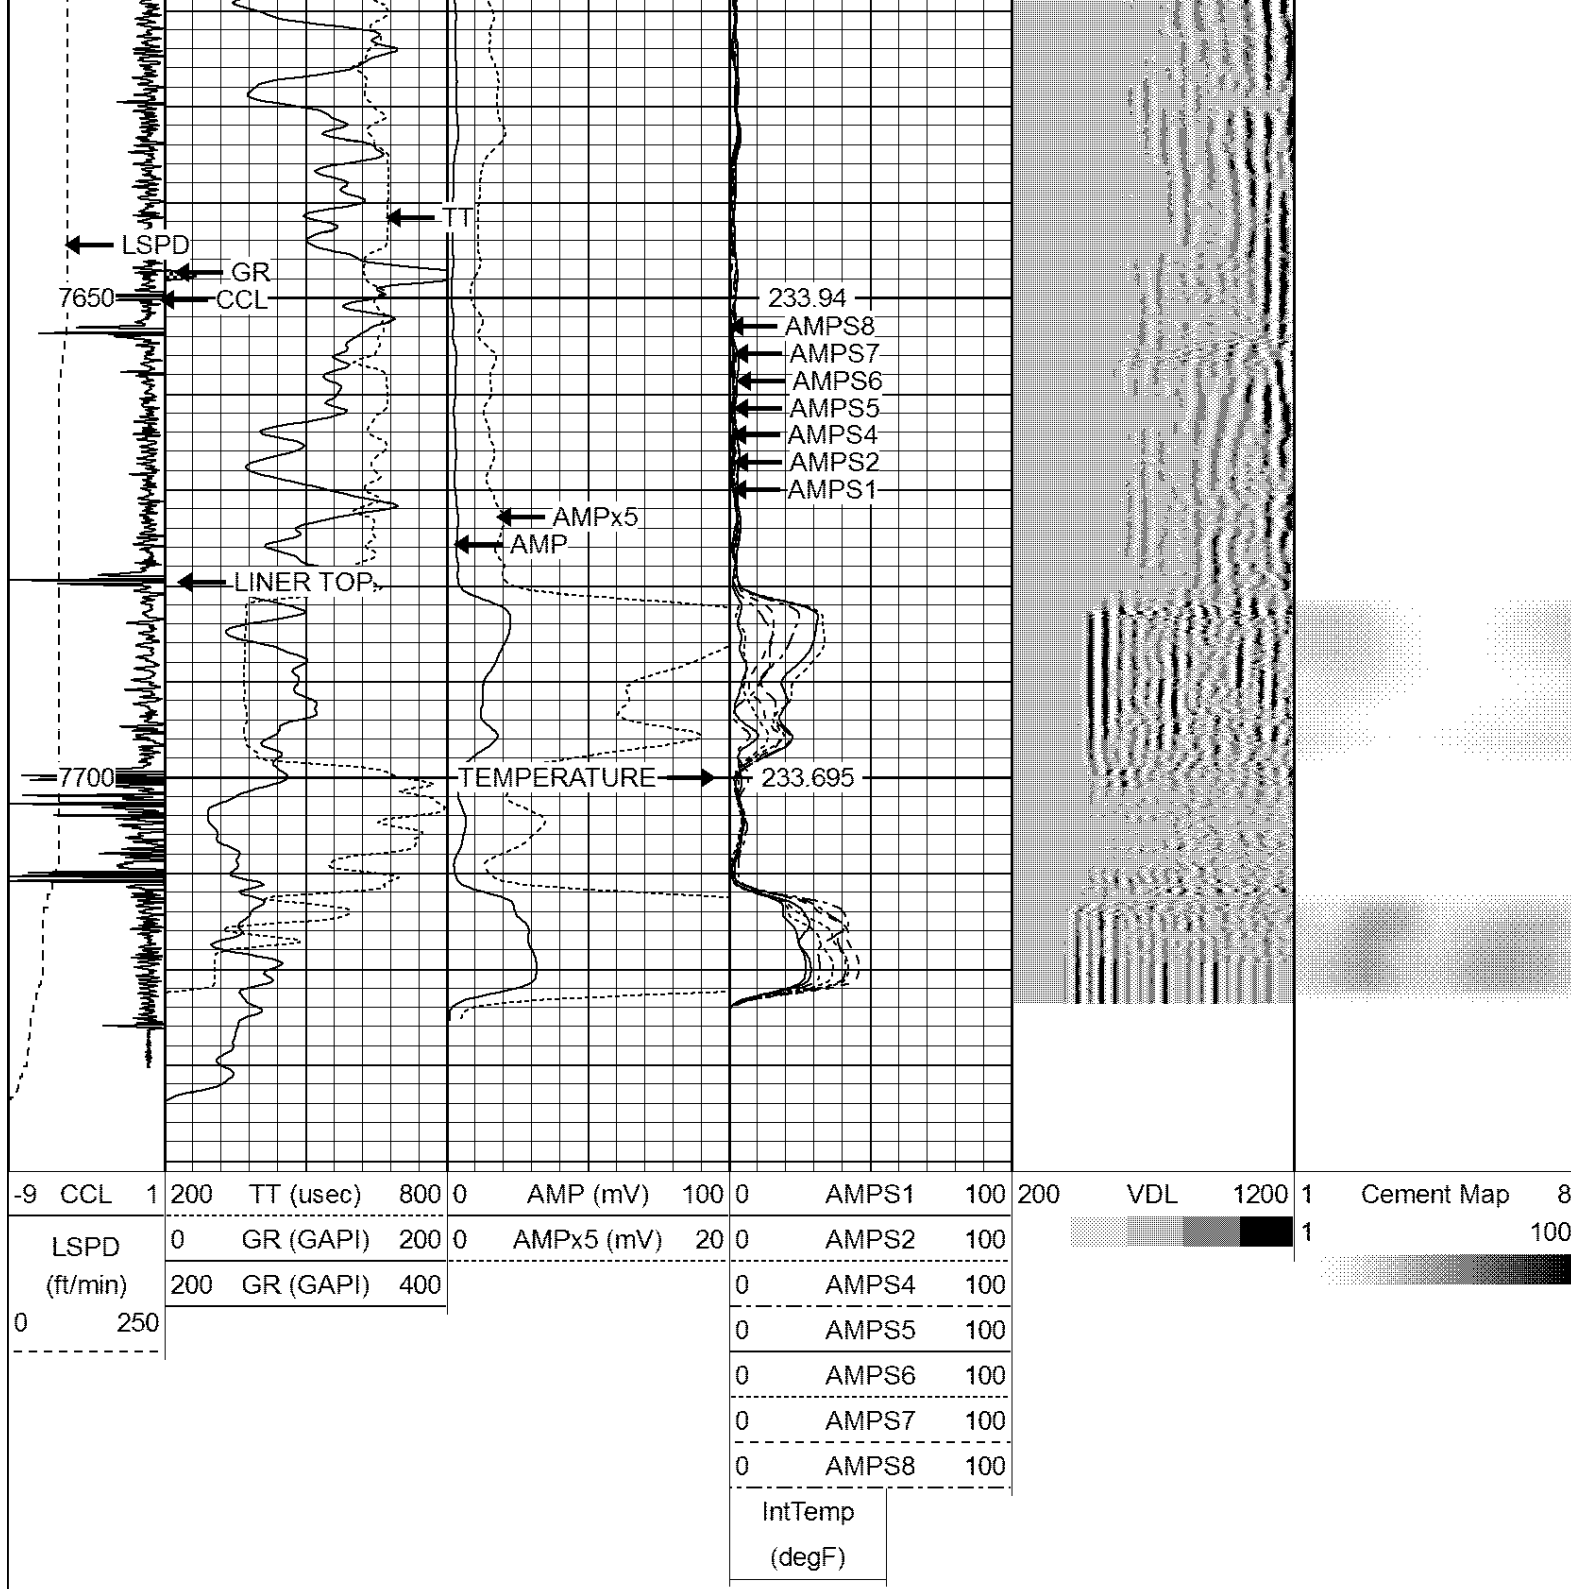 TT
LSPD
GR
7650 CCL 233.94
AMPS8
AMPS7
AMPS6
AMPS5
AMPS4
AMPS2
AMPS1
AMPx5
AMP
LINER TOP
7700 TEMPERATURE 233.695
-9 CCL 1 200 TT (usec) 800 0 AMP (mV) 100 0 AMPS1 100 200 VDL 1200 1 Cement Map 8
LSPD 0 GR (GAPI) 200 0 AMPx5 (mV) 20 0 AMPS2 100 1 100
(ft/min) 200 GR (GAPI) 400 0 AMPS4 100
0 250 0 AMPS5 100
0 AMPS6 100
0 AMPS7 100
0 AMPS8 100
IntTemp
(degF)